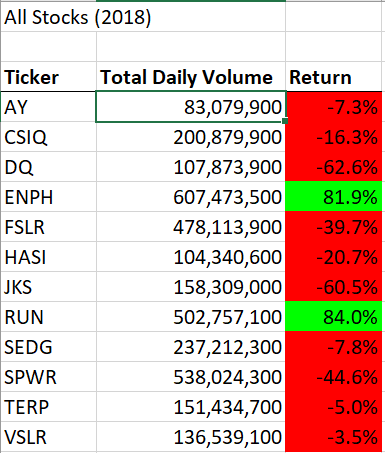 All Stocks (2018)
Ticker Total Daily Volume Return
AY 83,079,900 -7.3%
CSIQ 200,879,900 -16.3%
DQ 107,873,900 -62.6%
ENPH 607,473,500 81.9%
FSLR 478,113,900 -39.7%
HASI 104,340,600 -20.7%
JKS 158,309,000 -60.5%
RUN 502,757,100 84.0%
SEDG 237,212,300 -7.8%
SPWR 538,024,300 -44.6%
TERP 151,434,700 -5.0%
VSLR 136,539,100 -3.5%